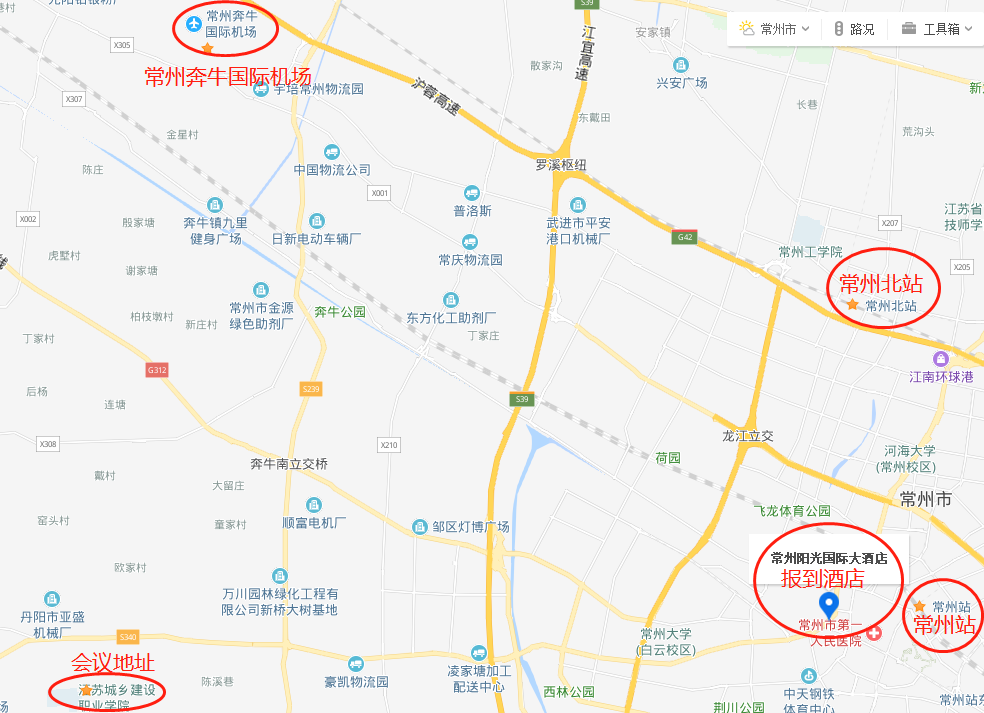 常州奔牛
国际机场
S39
X305
常州奔牛国际机场
宇培常州物流园
X307
沪蓉高速
江宜高速
散家沟
安家镇
兴安广场
常州市
路况
工具箱
长巷
东戴田
荒沟头
金星村
陈庄
中国物流公司
X001
罗溪枢纽
普洛斯
X002
殷家塘
奔牛镇九里
健身广场
日新电动车辆厂
武进市平安
港口机械厂
G42
X207
江苏省
技师学
虎墅村
谢家塘
常庆物流园
常州工学院
X205
常州北站
常州北站
常州市金源
绿色助剂厂
柏枝墩村
新庄村
奔牛公园
东方化工助剂厂
丁家庄
丁家村
G312
S239
后杨
连塘
S39
江南环球港
X308
X210
龙江立交
河海大学
(常州校区)
荷园
奔牛南立交桥
戴村
大留庄
常州市
窑头村
童家村
顺富电机厂
邹区灯博广场
飞龙体育公园
欧家村
常州阳光国际大酒店
报到酒店
万川园林绿化工程有
限公司新桥大树基地
丹阳市亚盛
机械厂
常州站
常州站
常州市第一
人民医院
S340
常州大学
(白云校区)
会议地址
江苏城乡建设
职业学院
陈溪巷
豪凯物流园
凌家塘加工
配送中心
西林公园
中天钢铁
体育中心
荆川公园
常州站东